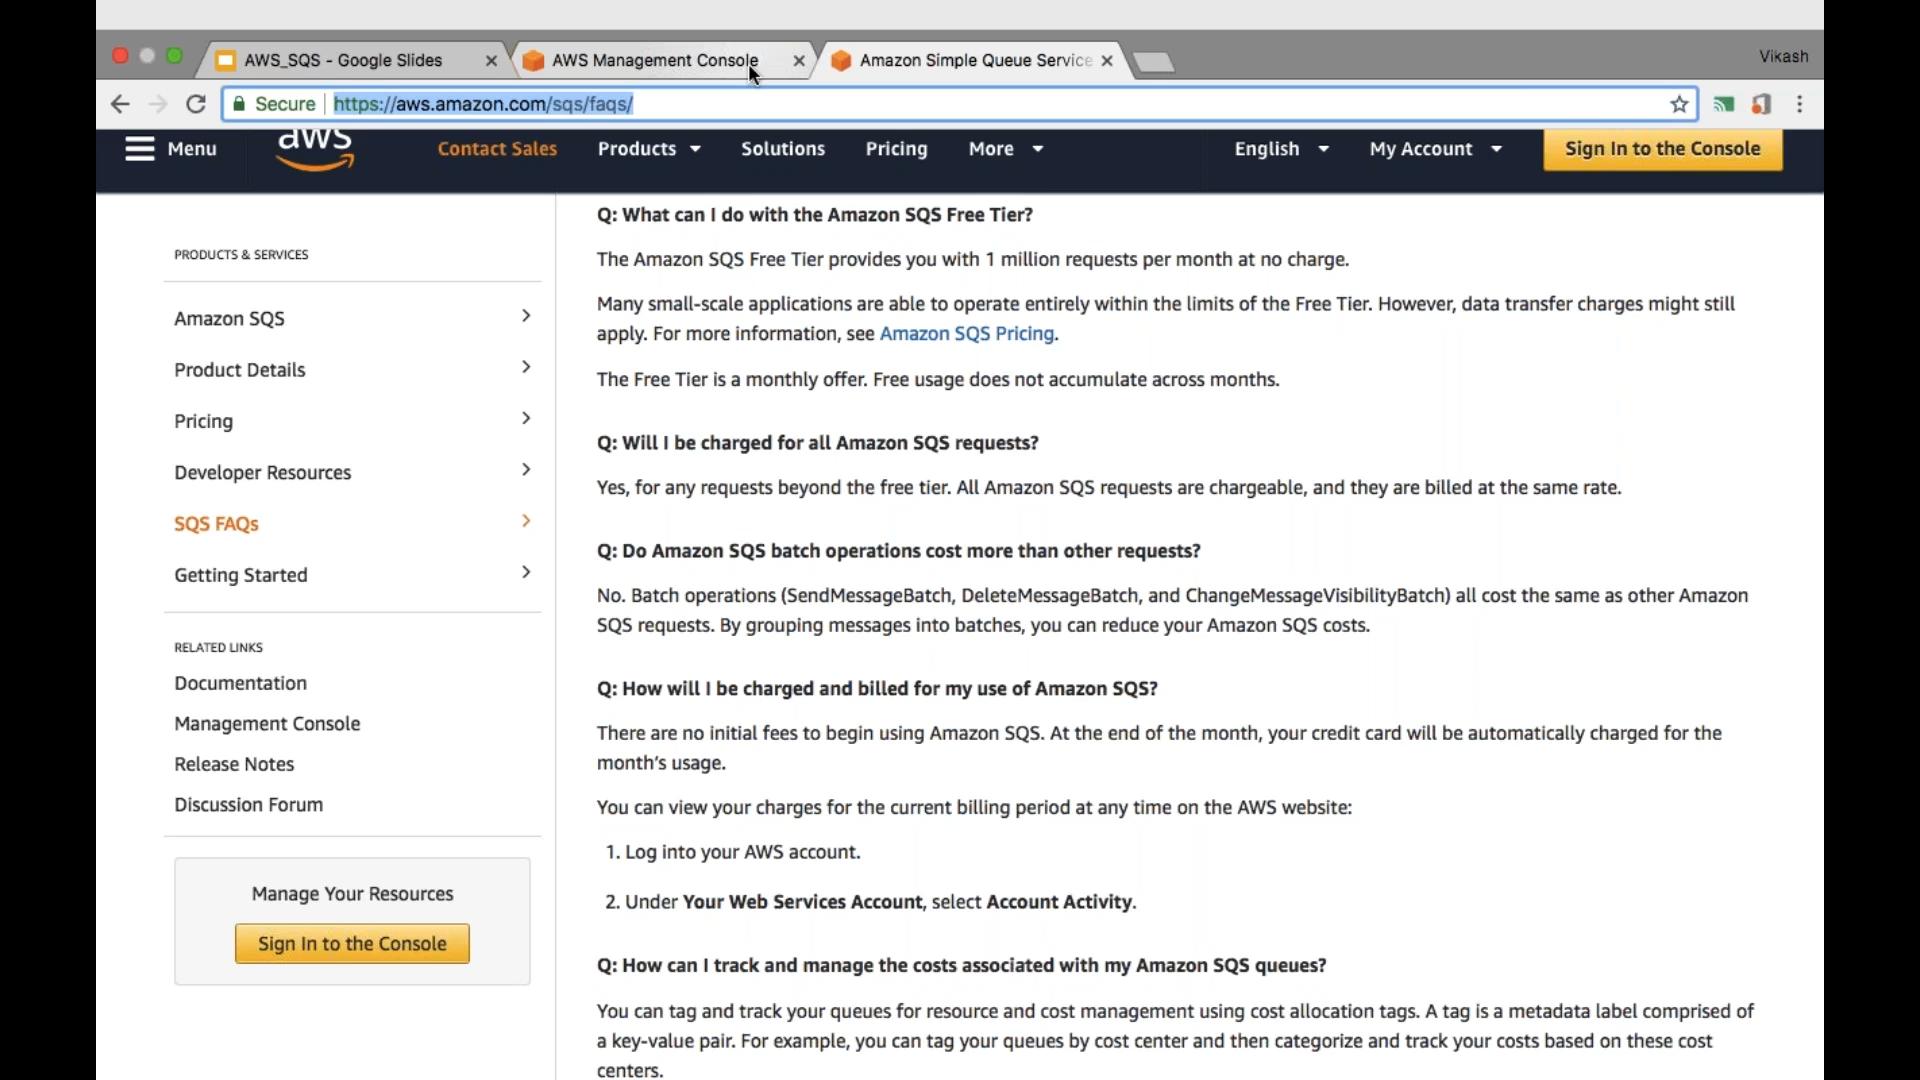 AWS_SQS - Google Slides
AWS Management Console
Amazon Simple Queue Service
Vikash
Secure
https://aws.amazon.com/sqs/faqs/
Menu
aws
Contact Sales
Products
Solutions
Pricing
More
English
My Account
Sign In to the Console
PRODUCTS & SERVICES
Amazon SQS
Product Details
Pricing
Developer Resources
SQS FAQs
Getting Started
RELATED LINKS
Documentation
Management Console
Release Notes
Discussion Forum
Manage Your Resources
Sign In to the Console
Q: What can I do with the Amazon SQS Free Tier?
The Amazon SQS Free Tier provides you with 1 million requests per month at no charge.
Many small-scale applications are able to operate entirely within the limits of the Free Tier. However, data transfer charges might still
apply. For more information, see Amazon SQS Pricing.
The Free Tier is a monthly offer. Free usage does not accumulate across months.
Q: Will I be charged for all Amazon SQS requests?
Yes, for any requests beyond the free tier. All Amazon SQS requests are chargeable, and they are billed at the same rate.
Q: Do Amazon SQS batch operations cost more than other requests?
No. Batch operations (SendMessageBatch, DeleteMessageBatch, and ChangeMessageVisibilityBatch) all cost the same as other Amazon
SQS requests. By grouping messages into batches, you can reduce your Amazon SQS costs.
Q: How will I be charged and billed for my use of Amazon SQS?
There are no initial fees to begin using Amazon SQS. At the end of the month, your credit card will be automatically charged for the
month's usage.
You can view your charges for the current billing period at any time on the AWS website:
1. Log into your AWS account.
2. Under Your Web Services Account, select Account Activity.
Q: How can I track and manage the costs associated with my Amazon SQS queues?
You can tag and track your queues for resource and cost management using cost allocation tags. A tag is a metadata label comprised of
a key-value pair. For example, you can tag your queues by cost center and then categorize and track your costs based on these cost
centers.